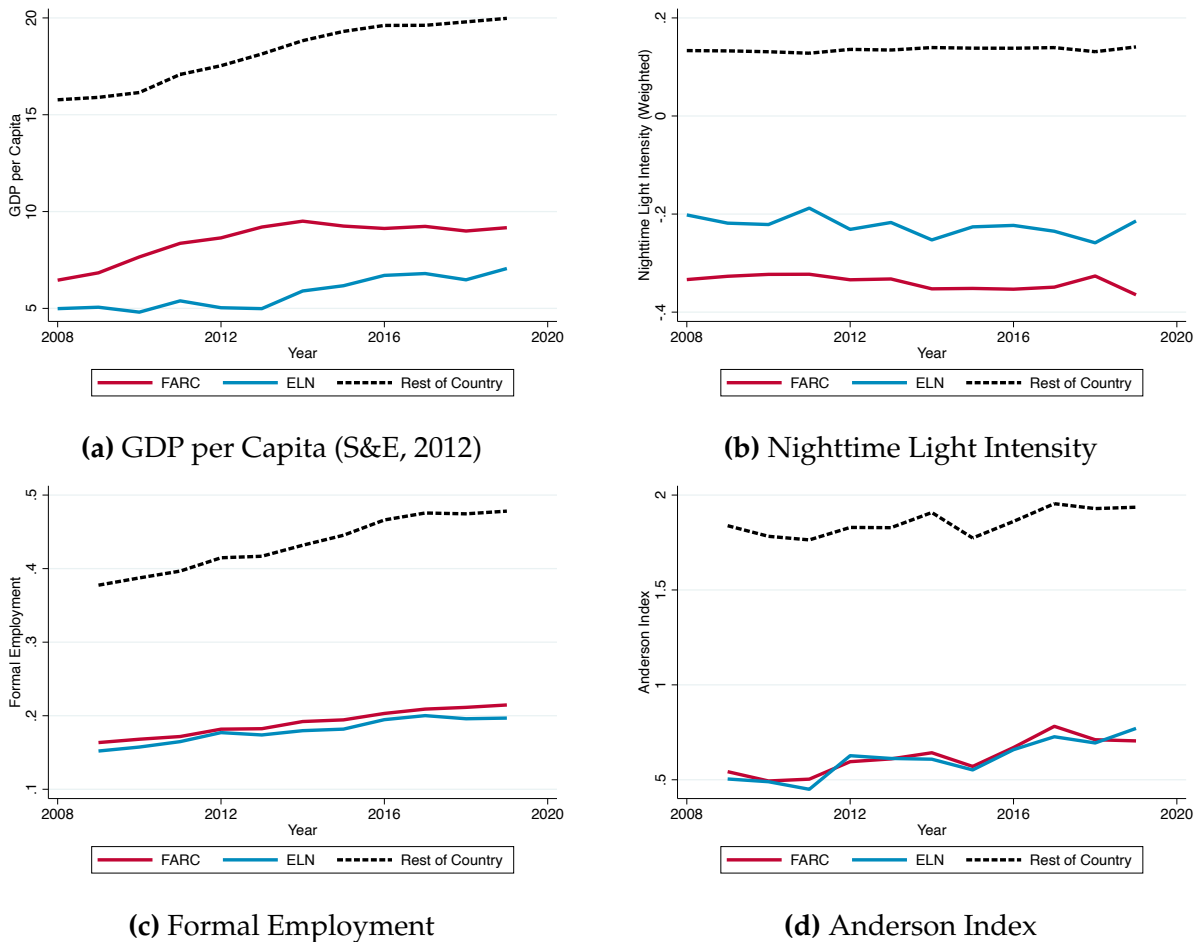 GDP per Capita
20
15
10
5
2008 2012 2016 2020
Year
FARC ELN Rest of Country
(a) GDP per Capita (S&E, 2012)
Nighttime Light Intensity (Weighted)
.2
0
-.2
-.4
2008 2012 2016 2020
Year
FARC ELN Rest of Country
(b) Nighttime Light Intensity
Formal Employment
.5
.4
.3
.2
.1
2008 2012 2016 2020
Year
FARC ELN Rest of Country
(c) Formal Employment
Anderson Index
2
1.5
1
.5
2008 2012 2016 2020
Year
FARC ELN Rest of Country
(d) Anderson Index